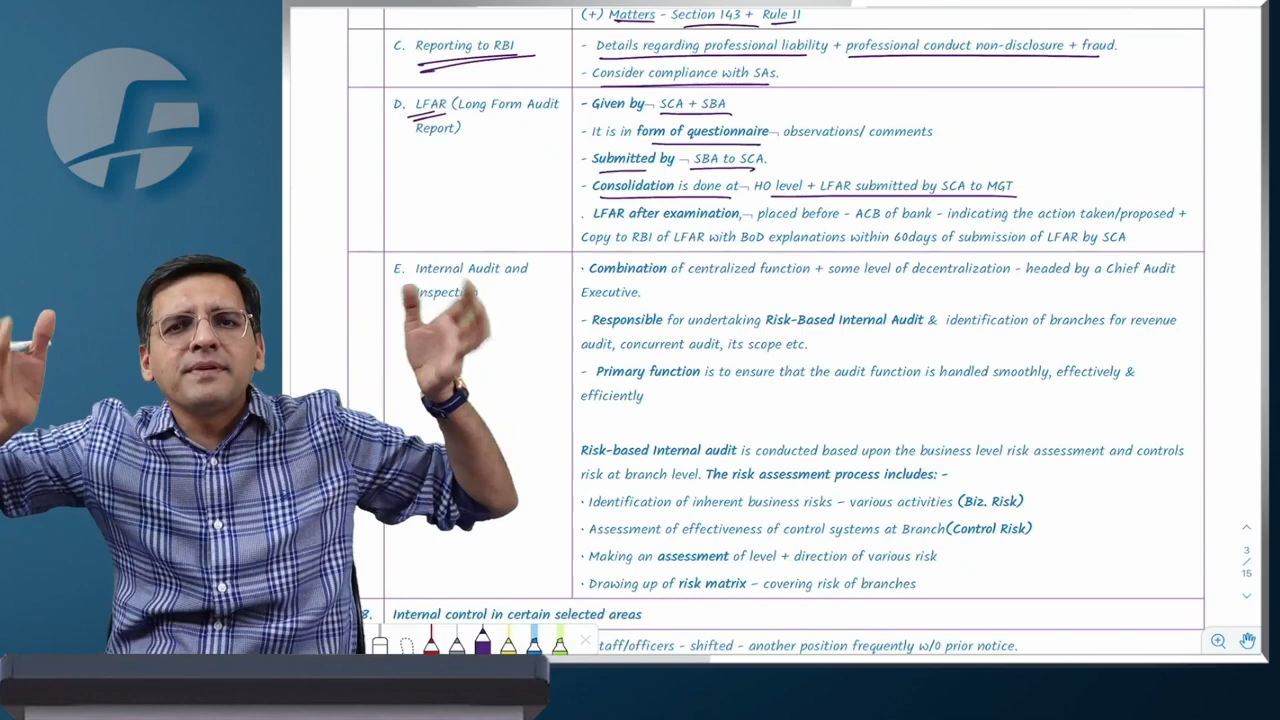 (+) Matters - Section 143 + Rule 11
C. Reporting to RBI
- Details regarding professional liability + professional conduct non-disclosure + fraud.
- Consider compliance with SAs.
D. LFAR (Long Form Audit
Report)
- Given by¬ SCA + SBA
- It is in form of questionnaire¬ observations/ comments
- Submitted by ¬ SBA to SCA.
- Consolidation is done at¬ HO level + LFAR submitted by SCA to MGT
. LFAR after examination,¬ placed before - ACB of bank - indicating the action taken/proposed +
Copy to RBI of LFAR with BoD explanations within 60days of submission of LFAR by SCA
E. Internal Audit and
Inspection
· Combination of centralized function + some level of decentralization - headed by a Chief Audit
Executive.
- Responsible for undertaking Risk-Based Internal Audit & identification of branches for revenue
audit, concurrent audit, its scope etc.
- Primary function is to ensure that the audit function is handled smoothly, effectively &
efficiently
Risk-based Internal audit is conducted based upon the business level risk assessment and controls
risk at branch level. The risk assessment process includes: -
· Identification of inherent business risks – various activities (Biz. Risk)
· Assessment of effectiveness of control systems at Branch(Control Risk)
· Making an assessment of level + direction of various risk
· Drawing up of risk matrix – covering risk of branches
8. Internal control in certain selected areas
taff/officers - shifted - another position frequently w/0 prior notice.
3
/
15